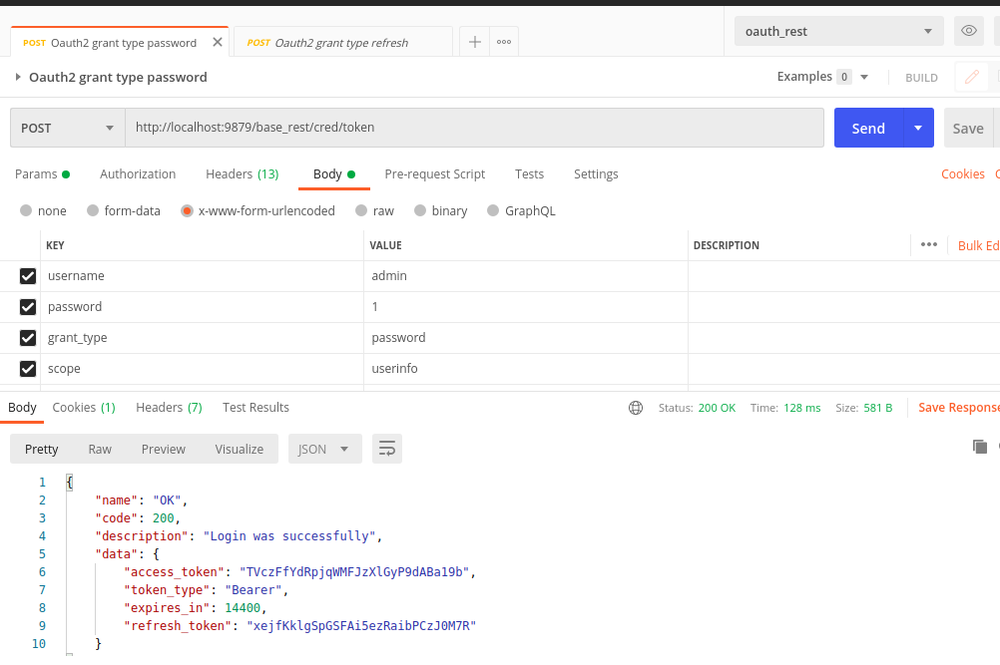 POST Oauth2 grant type password POST Oauth2 grant type refresh oauth_rest
Oauth2 grant type password Examples 0 BUILD
POST http://localhost:9879/base_rest/cred/token Send Save
Params Authorization Headers (13) Body Pre-request Script Tests Settings Cookies
none form-data x-www-form-urlencoded raw binary GraphQL
KEY VALUE DESCRIPTION Bulk Ed
username admin
password 1
grant_type password
scope userinfo
Body Cookies (1) Headers (7) Test Results Status: 200 OK Time: 128 ms Size: 581 B Save Response
Pretty Raw Preview Visualize JSON
1 {
2 "name": "OK",
3 "code": 200,
4 "description": "Login was successfully",
5 "data": {
6 "access_token": "TVczFfYdRpjqWMFJzXlGyP9dABa19b",
7 "token_type": "Bearer",
8 "expires_in": 14400,
9 "refresh_token": "xejfKklgSpGSFAi5ezRaibPCzJ0M7R"
10 }